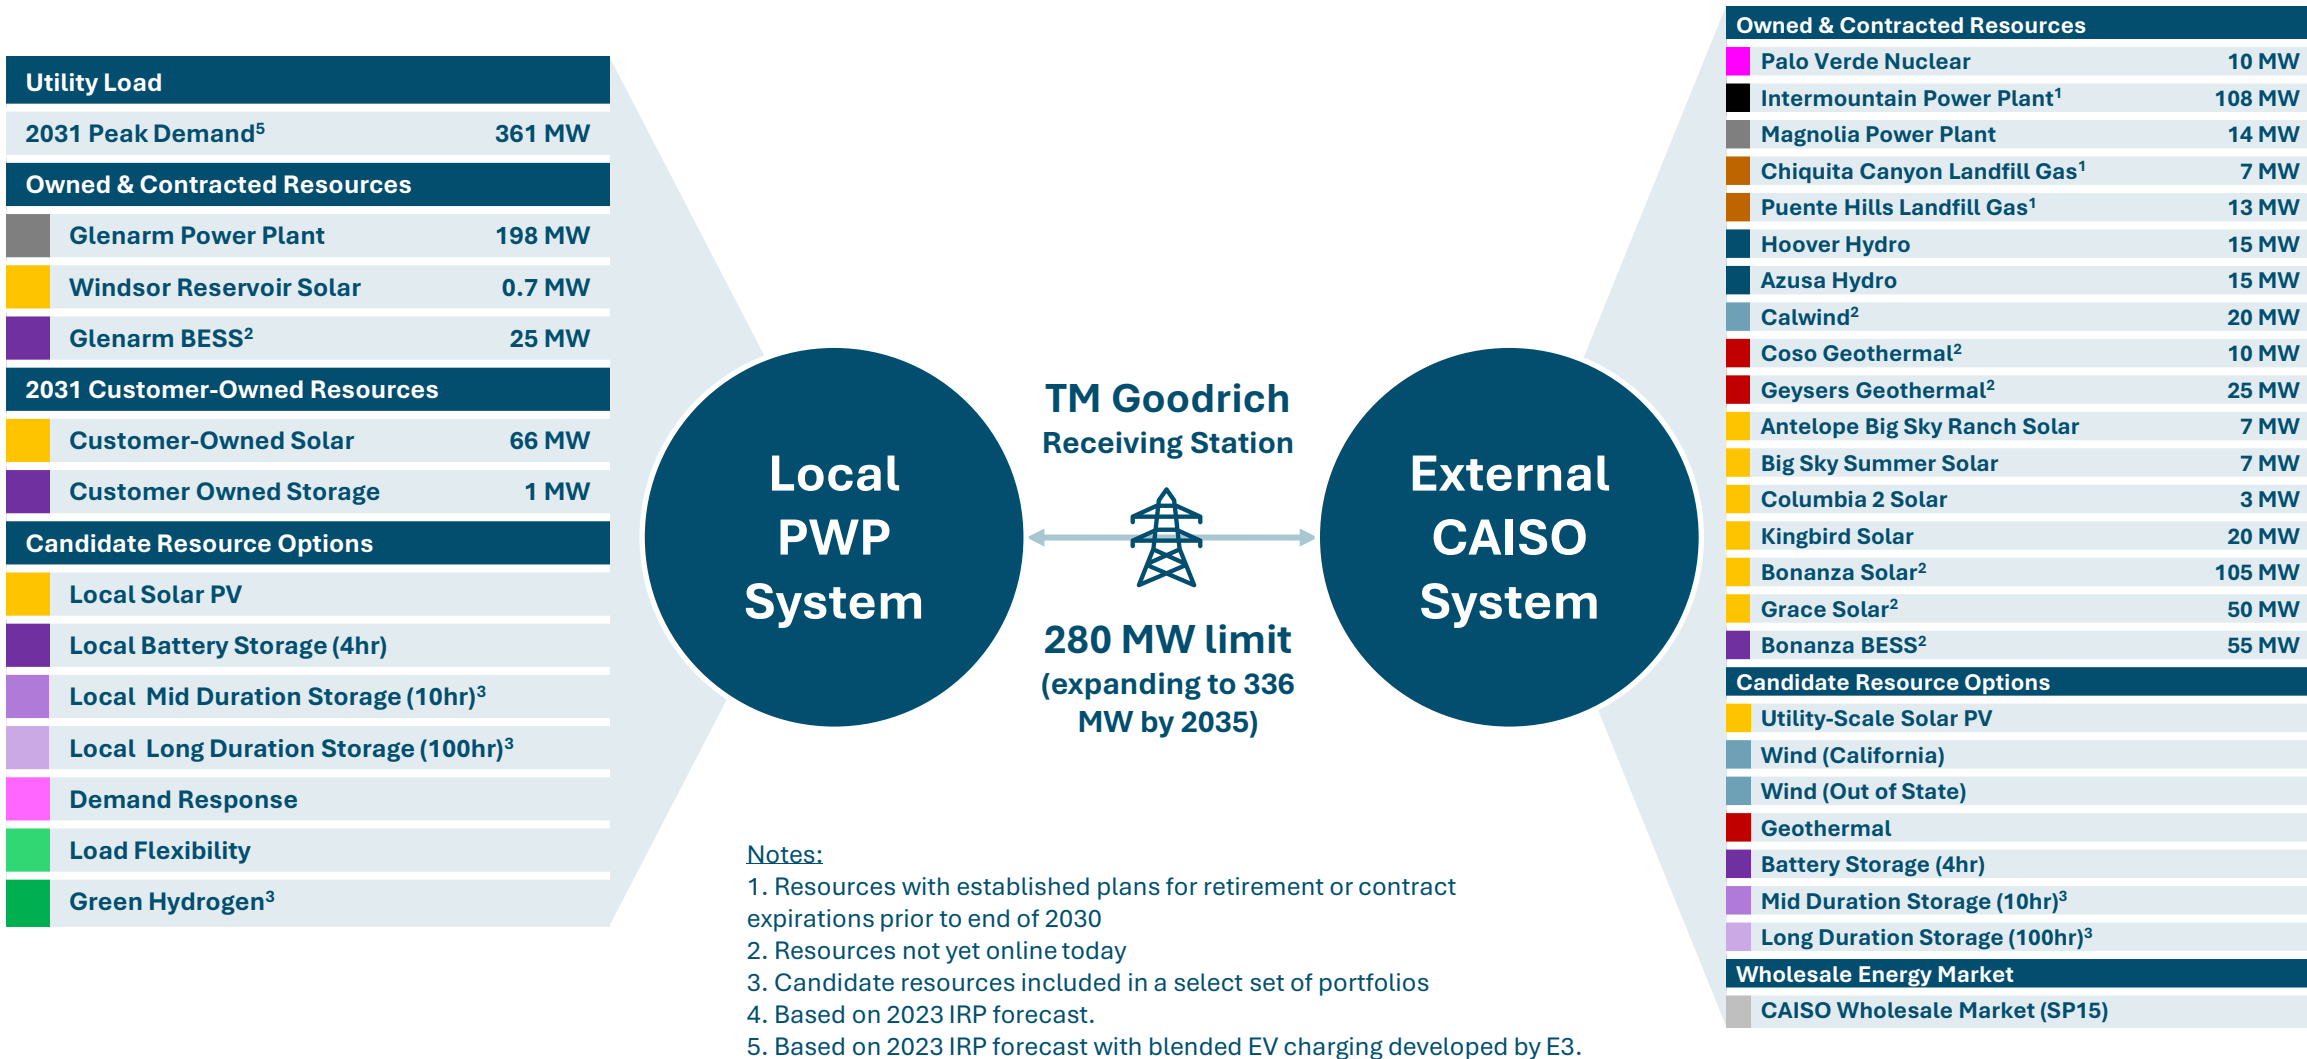 Utility Load
2031 Peak Demand⁵ 361 MW
Owned & Contracted Resources
Glenarm Power Plant 198 MW
Windsor Reservoir Solar 0.7 MW
Glenarm BESS² 25 MW
2031 Customer-Owned Resources
Customer-Owned Solar 66 MW
Customer Owned Storage 1 MW
Candidate Resource Options
Local Solar PV
Local Battery Storage (4hr)
Local Mid Duration Storage (10hr)³
Local Long Duration Storage (100hr)³
Demand Response
Load Flexibility
Green Hydrogen³
Local
PWP
System
TM Goodrich
Receiving Station
280 MW limit
(expanding to 336
MW by 2035)
External
CAISO
System
Owned & Contracted Resources
Palo Verde Nuclear 10 MW
Intermountain Power Plant¹ 108 MW
Magnolia Power Plant 14 MW
Chiquita Canyon Landfill Gas¹ 7 MW
Puente Hills Landfill Gas¹ 13 MW
Hoover Hydro 15 MW
Azusa Hydro 15 MW
Calwind² 20 MW
Coso Geothermal² 10 MW
Geysers Geothermal² 25 MW
Antelope Big Sky Ranch Solar 7 MW
Big Sky Summer Solar 7 MW
Columbia 2 Solar 3 MW
Kingbird Solar 20 MW
Bonanza Solar² 105 MW
Grace Solar² 50 MW
Bonanza BESS² 55 MW
Candidate Resource Options
Utility-Scale Solar PV
Wind (California)
Wind (Out of State)
Geothermal
Battery Storage (4hr)
Mid Duration Storage (10hr)³
Long Duration Storage (100hr)³
Wholesale Energy Market
CAISO Wholesale Market (SP15)
Notes:
1. Resources with established plans for retirement or contract
expirations prior to end of 2030
2. Resources not yet online today
3. Candidate resources included in a select set of portfolios
4. Based on 2023 IRP forecast.
5. Based on 2023 IRP forecast with blended EV charging developed by E3.